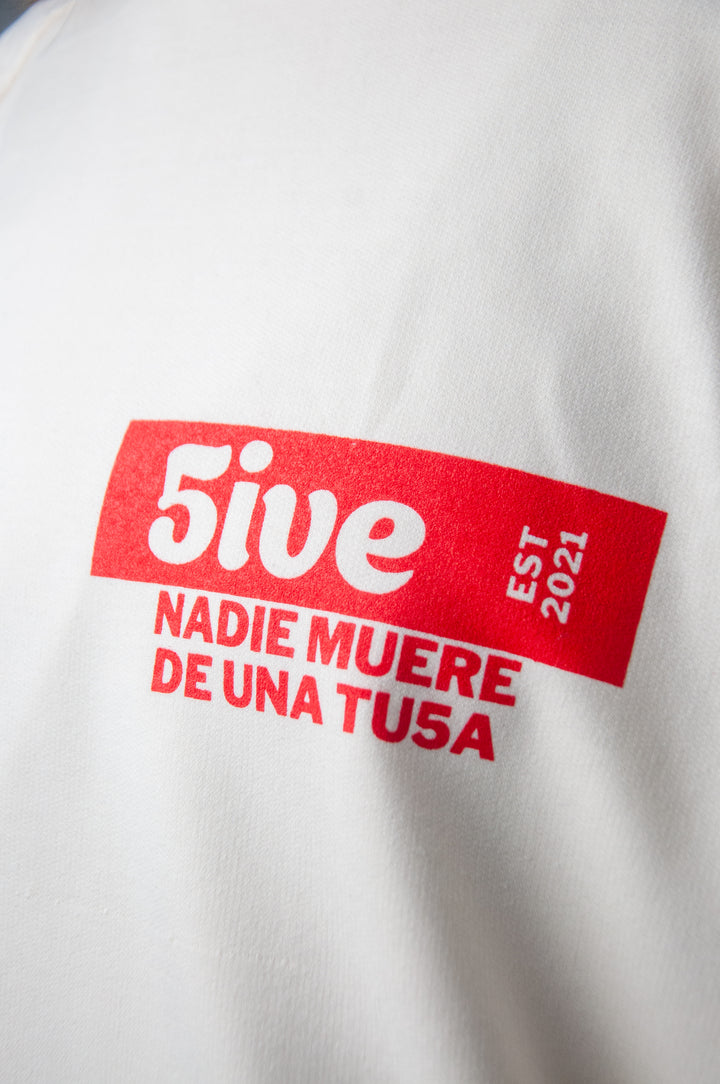 5ive
EST
2021
NADIE MUERE
DE UNA TU5A